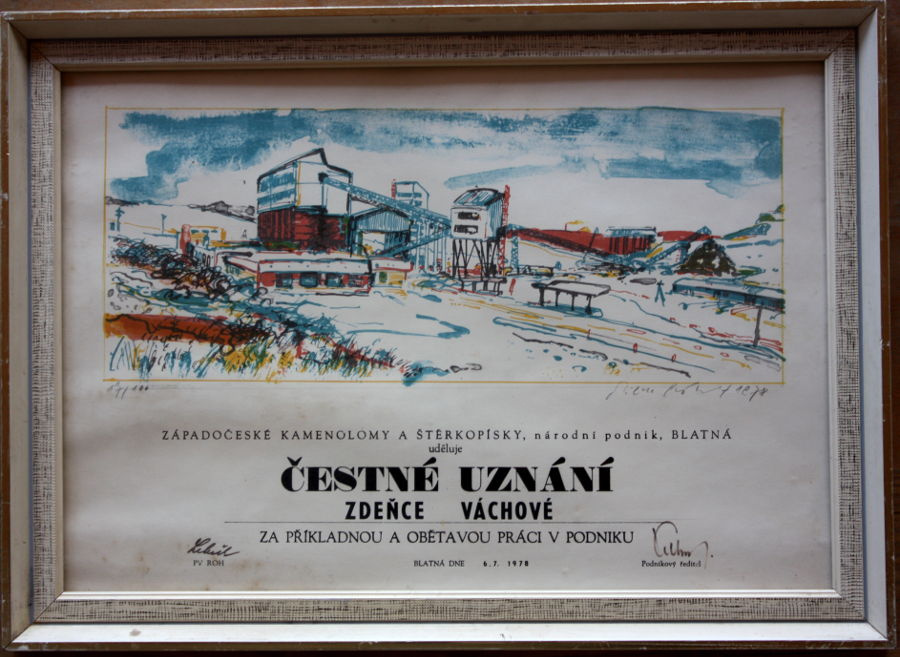 ZÁPADOČESKÉ KAMENOLOMY A ŠTĚRKOPÍSKY, národní podnik, BLATNÁ
uděluje
ČESTNÉ UZNÁNÍ
ZDEŇCE VÁCHOVÉ
ZA PŘÍKLADNOU A OBĚTAVOU PRÁCI V PODNIKU
PV ROH
BLATNÁ DNE 6.7. 1978
Podnikový ředitel